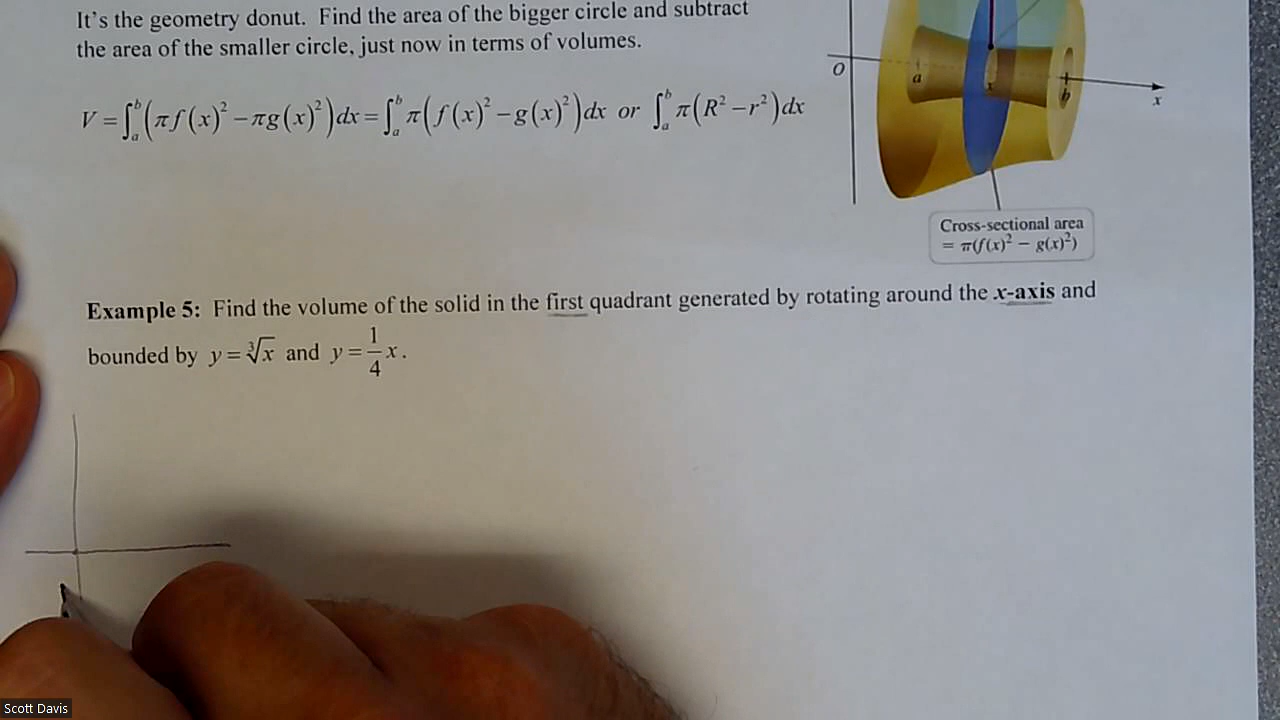 It's the geometry donut. Find the area of the bigger circle and subtract
the area of the smaller circle, just now in terms of volumes.
V = ∫ₐᵇ(πf(x)² − πg(x)²)dx = ∫ₐᵇ π(f(x)² − g(x)²)dx or ∫ₐᵇ π(R² − r²)dx
O
a
x
b
x
Cross-sectional area
= π(f(x)² − g(x)²)
Example 5: Find the volume of the solid in the first quadrant generated by rotating around the x-axis and
bounded by y = ∛x and y = 1/4 x.
Scott Davis